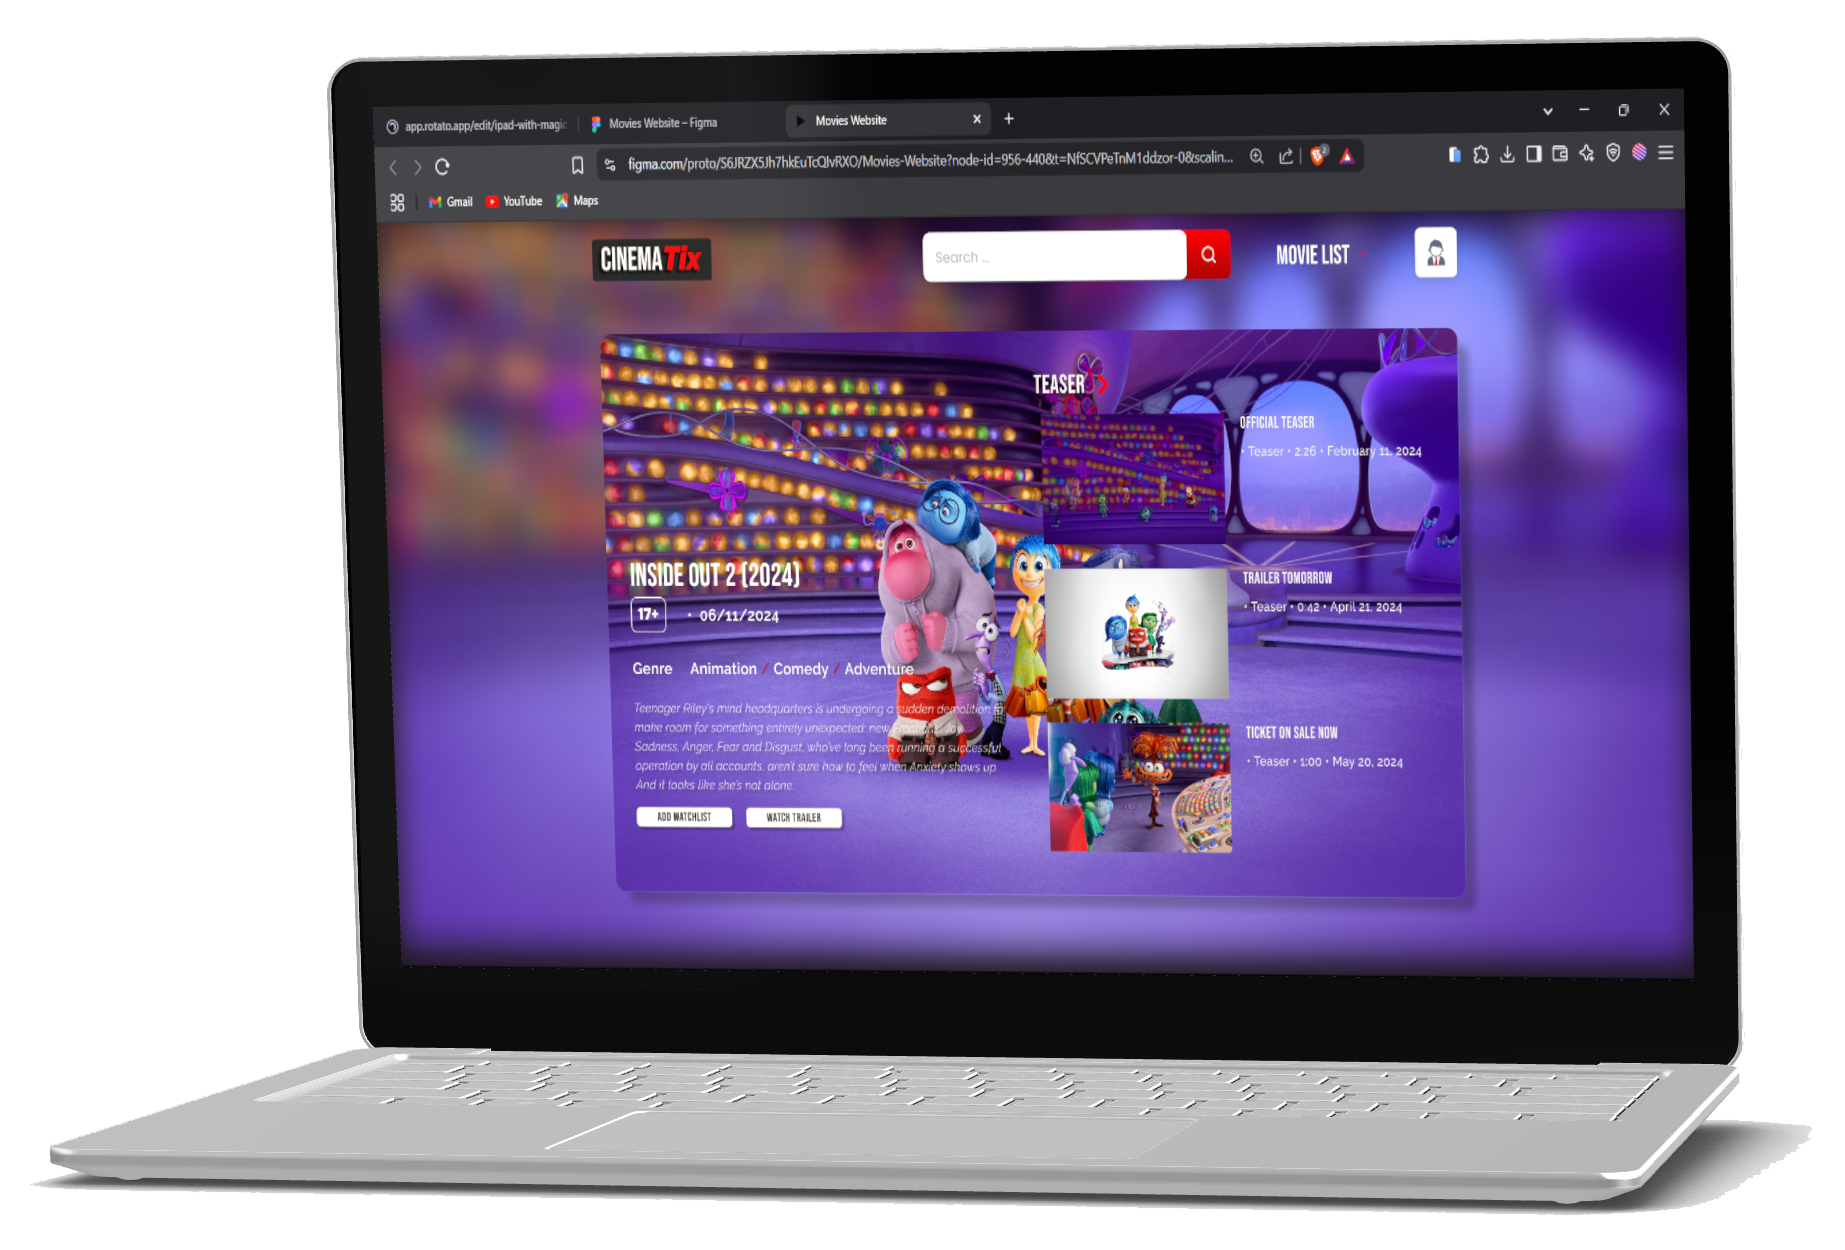 app.rotato.app/edit/ipad-with-magic
Movies Website – Figma
Movies Website
figma.com/proto/S6JRZX5Jh7hkEuTcQIvRXO/Movies-Website?node-id=956-440&t=NfSCVPeTnM1ddzor-0&scalin...
2
Gmail
YouTube
Maps
CINEMA Tix
Search ...
MOVIE LIST
TEASER
OFFICIAL TEASER
• Teaser • 2:26 • February 11, 2024
TRAILER TOMORROW
• Teaser • 0:42 • April 21, 2024
TICKET ON SALE NOW
• Teaser • 1:00 • May 20, 2024
INSIDE OUT 2 (2024)
17+ • 06/11/2024
Genre Animation / Comedy / Adventure
Teenager Riley's mind headquarters is undergoing a sudden demolition to
make room for something entirely unexpected: new Emotions. Joy,
Sadness, Anger, Fear and Disgust, who've long been running a successful
operation by all accounts, aren't sure how to feel when Anxiety shows up.
And it looks like she's not alone.
ADD WATCHLIST
WATCH TRAILER